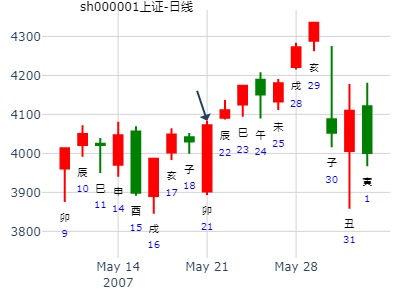 sh000001上证-日线
4300
4200
4100
4000
3900
3800
卯
9
辰
10
巳
11
申
14
酉
15
戌
16
亥
17
子
18
卯
21
辰
22
巳
23
午
24
未
25
戌
28
亥
29
子
30
丑
31
寅
1
May 14
2007
May 21
May 28